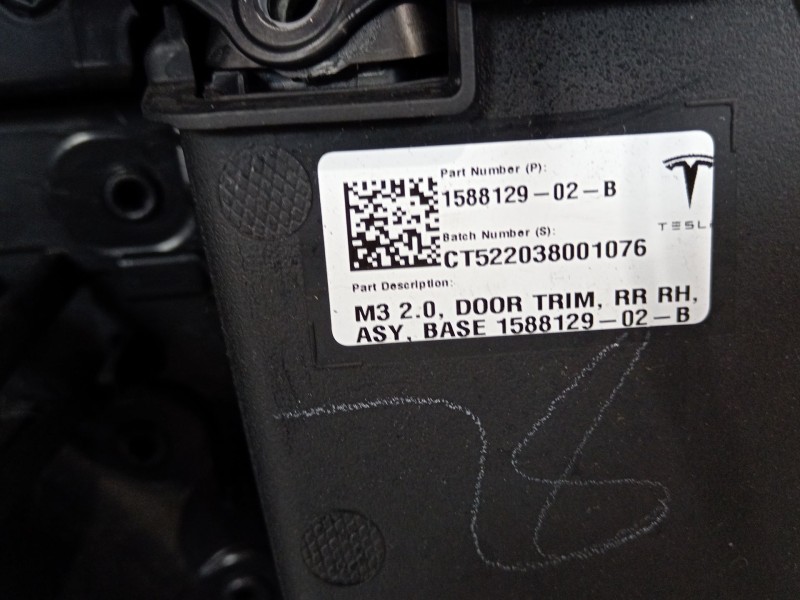 Part Number (P):
1588129-02-B
TESL
Batch Number (S):
CT522038001076
Part Description:
M3 2.0, DOOR TRIM, RR RH,
ASY, BASE 1588129-02-B